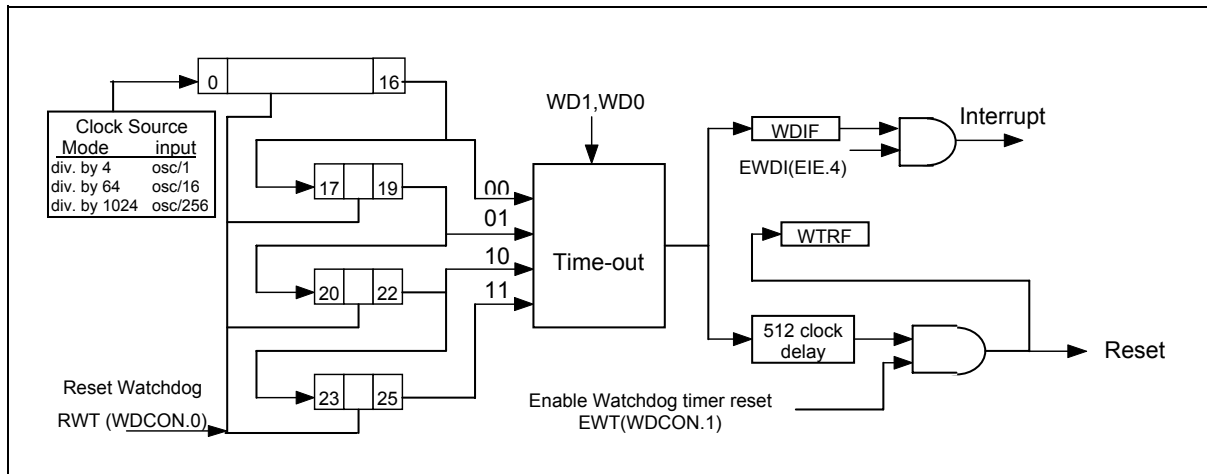 0 16
Clock Source
Mode input
div. by 4 osc/1
div. by 64 osc/16
div. by 1024 osc/256
17 19
20 22
23 25
Reset Watchdog
RWT (WDCON.0)
WD1,WD0
00
01
10
11
Time-out
WDIF
EWDI(EIE.4)
Interrupt
WTRF
512 clock
delay
Reset
Enable Watchdog timer reset
EWT(WDCON.1)